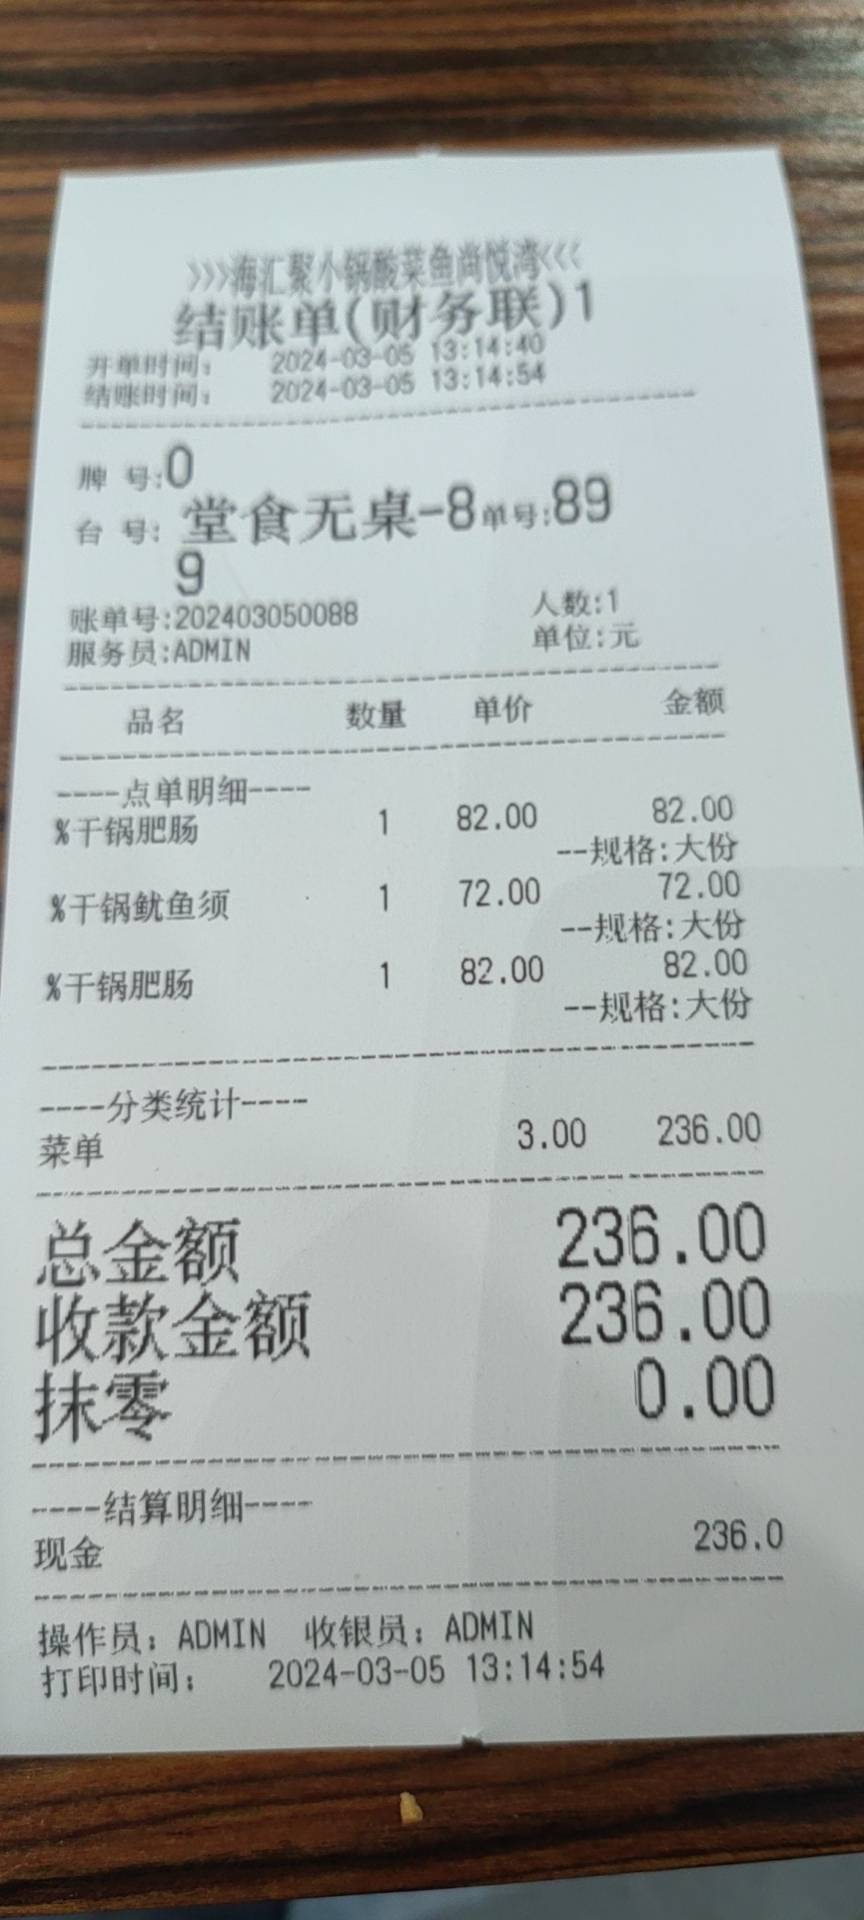 >>>海汇聚小锅酸菜鱼尚悦湾<<<
结账单(财务联)1
开单时间： 2024-03-05 13:14:40
结账时间： 2024-03-05 13:14:54
牌 号:0
台 号: 堂食无桌-8 单号:89
9
账单号:202403050088 人数:1
服务员:ADMIN 单位:元
品名 数量 单价 金额
----点单明细----
%干锅肥肠 1 82.00 82.00
--规格:大份
%干锅鱿鱼须 1 72.00 72.00
--规格:大份
%干锅肥肠 1 82.00 82.00
--规格:大份
----分类统计----
菜单 3.00 236.00
总金额 236.00
收款金额 236.00
抹零 0.00
----结算明细----
现金 236.0
操作员：ADMIN 收银员：ADMIN
打印时间： 2024-03-05 13:14:54